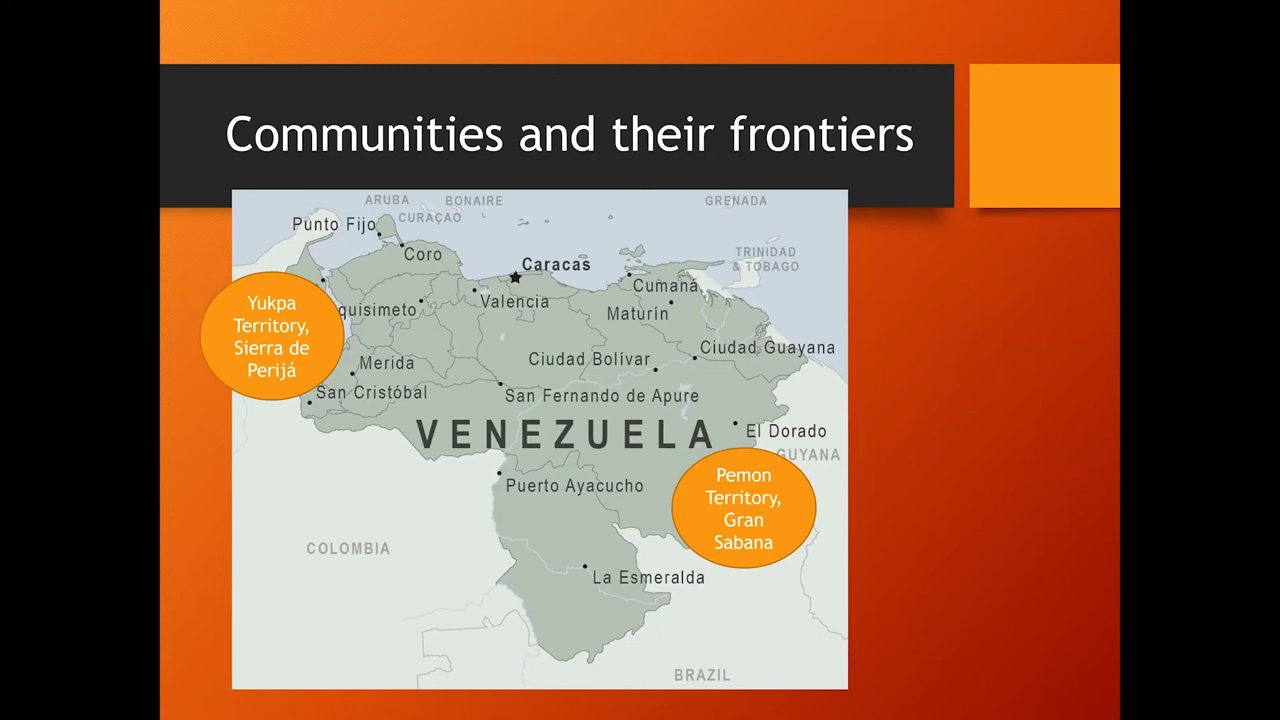 Communities and their frontiers
ARUBA
BONAIRE
GRENADA
CURAÇAO
Punto Fijo
Coro
TRINIDAD
& TOBAGO
Caracas
Cumaná
Valencia
quisimeto
Maturín
Yukpa
Territory,
Sierra de
Perijá
Ciudad Guayana
Ciudad Bolívar
Merida
San Cristóbal
San Fernando de Apure
VENEZUELA
El Dorado
GUYANA
Puerto Ayacucho
Pemon
Territory,
Gran
Sabana
COLOMBIA
La Esmeralda
BRAZIL